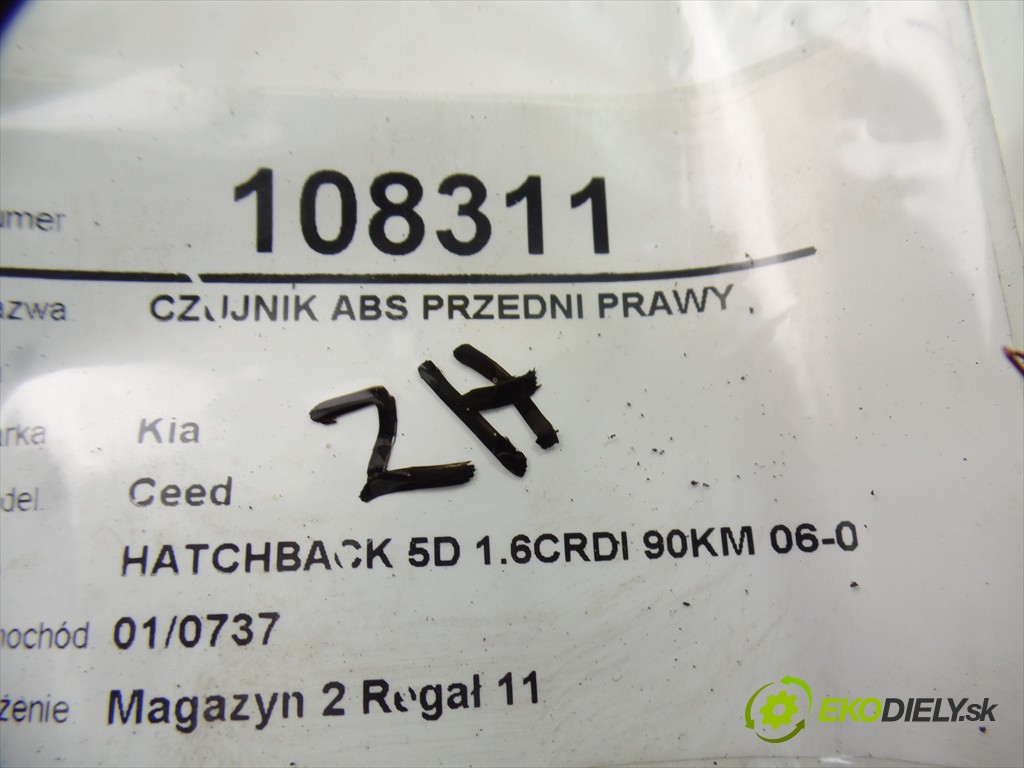 umer 108311
azwa CZUJNIK ABS PRZEDNI PRAWY
ZH
arka Kia
del. Ceed
HATCHBACK 5D 1.6CRDI 90KM 06-0
mochód 01/0737
żenie Magazyn 2 Regał 11
EKODIELY.sk